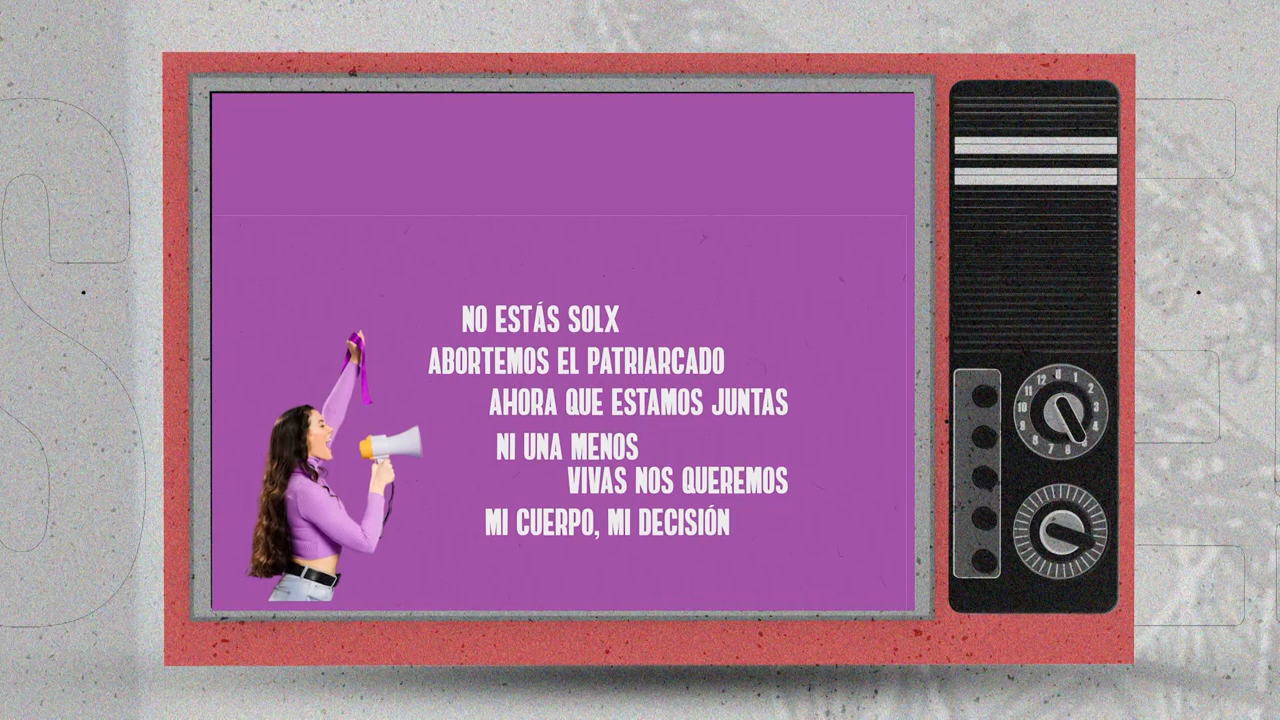 NO ESTÁS SOLX
ABORTEMOS EL PATRIARCADO
AHORA QUE ESTAMOS JUNTAS
NI UNA MENOS
VIVAS NOS QUEREMOS
MI CUERPO, MI DECISIÓN